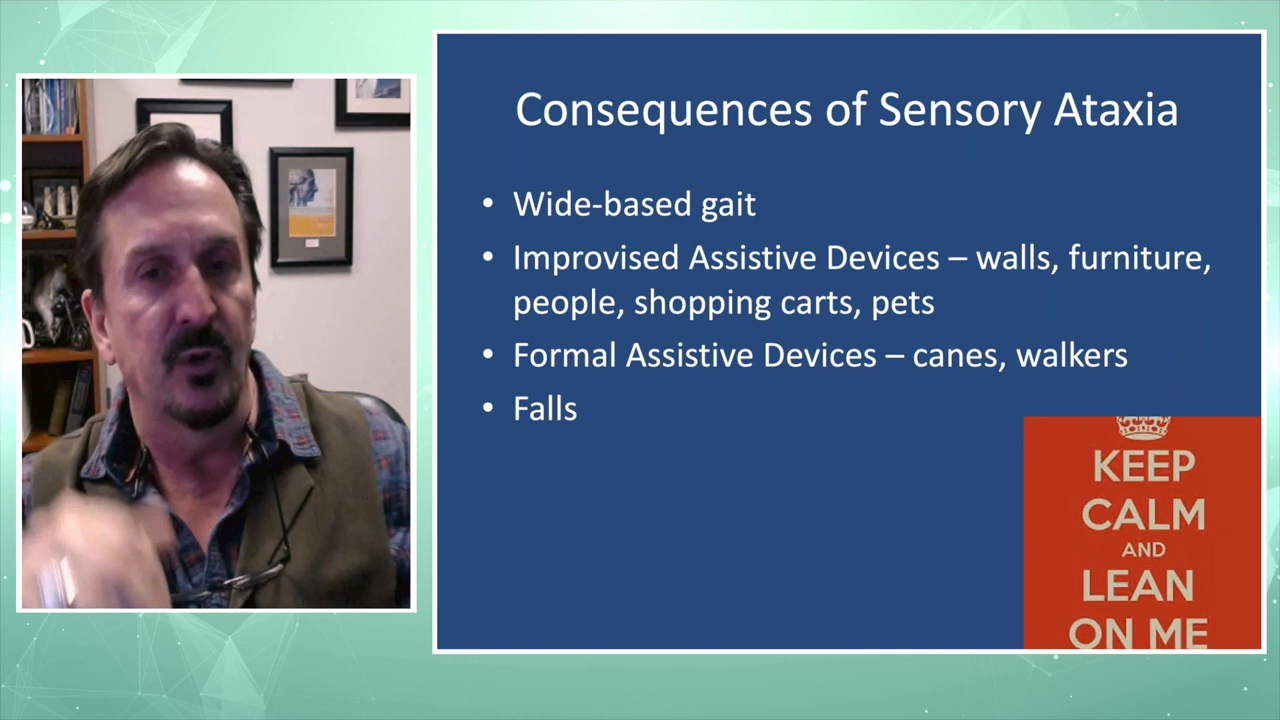 Consequences of Sensory Ataxia
• Wide-based gait
• Improvised Assistive Devices – walls, furniture,
people, shopping carts, pets
• Formal Assistive Devices – canes, walkers
• Falls
KEEP
CALM
AND
LEAN
ON ME